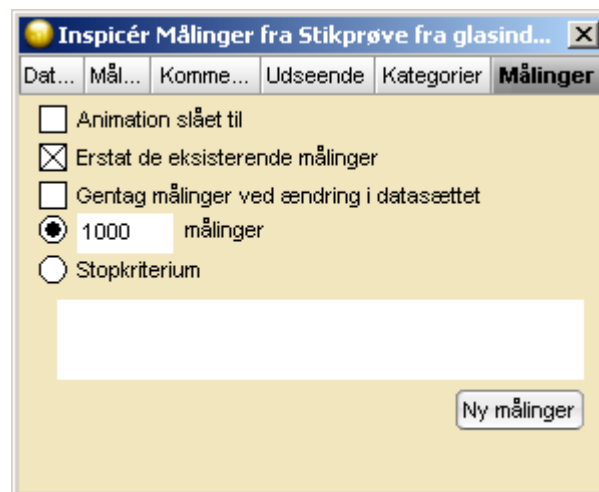 Inspicér Målinger fra Stikprøve fra glasind...
Dat... Mål... Komme... Udseende Kategorier Målinger
Animation slået til
Erstat de eksisterende målinger
Gentag målinger ved ændring i datasættet
1000 målinger
Stopkriterium
Ny målinger